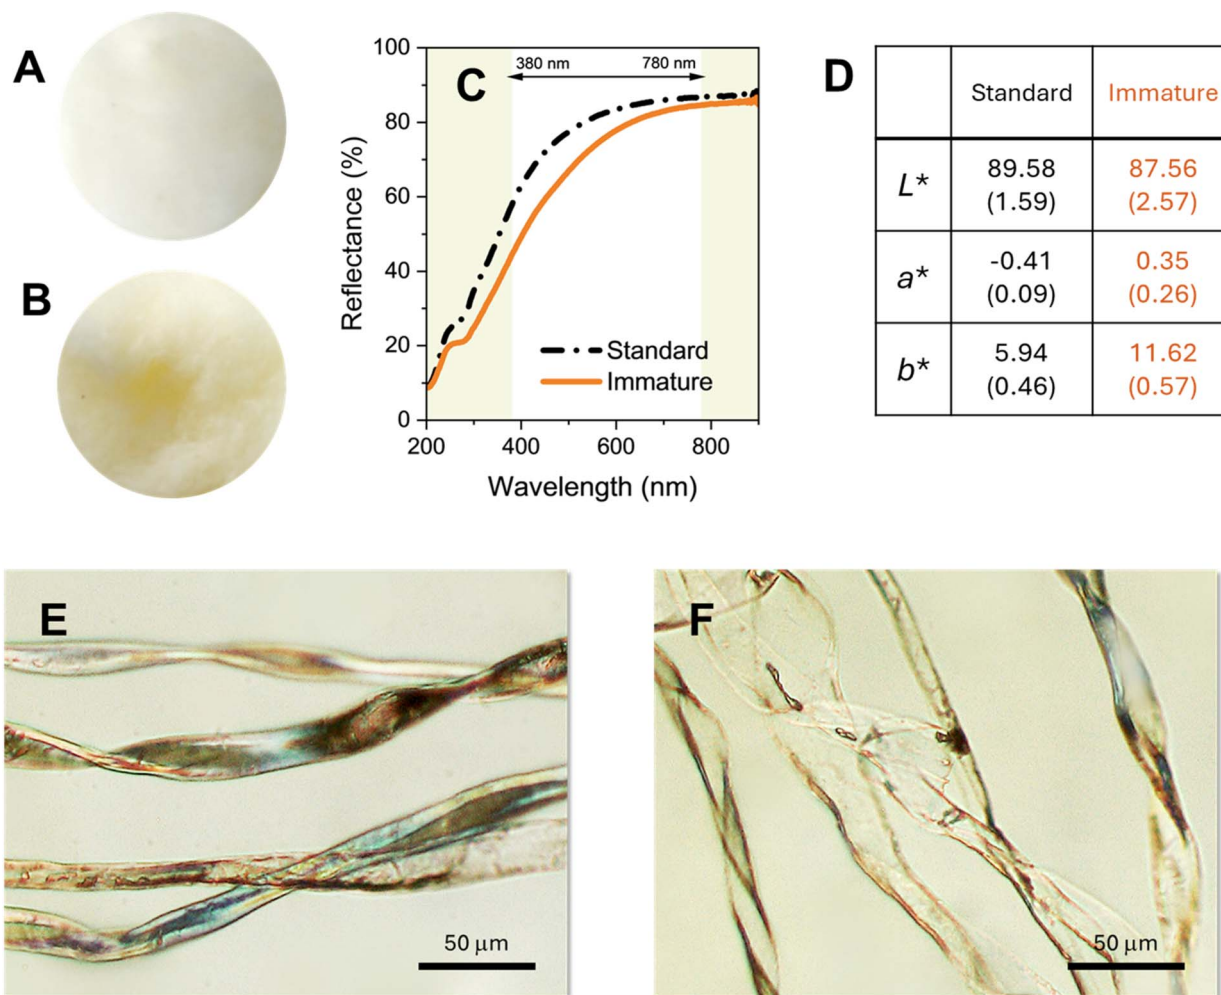 A
B
C
380 nm
780 nm
100
80
60
40
20
0
Reflectance (%)
Standard
Immature
200
400
600
800
Wavelength (nm)
D
Standard
Immature
L*
89.58
(1.59)
87.56
(2.57)
a*
-0.41
(0.09)
0.35
(0.26)
b*
5.94
(0.46)
11.62
(0.57)
E
50 μm
F
50 μm